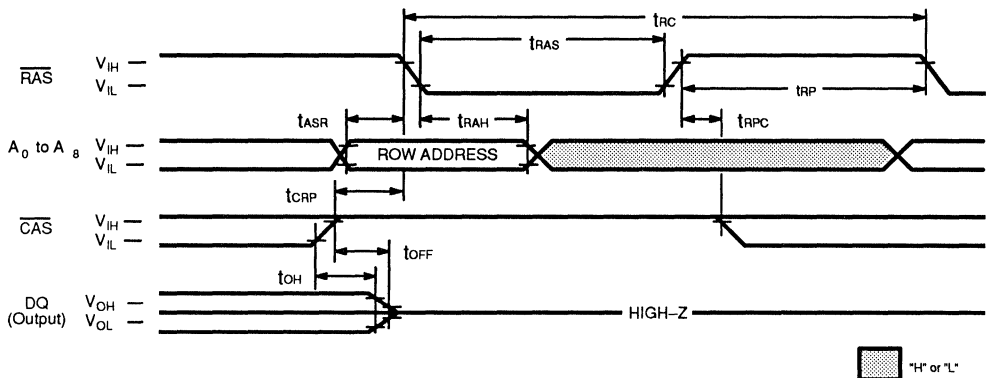 tRC
tRAS
RAS VIH
VIL
tRP
tASR tRAH tRPC
A0 to A8 VIH
VIL
ROW ADDRESS
tCRP
CAS VIH
VIL
tOFF
tOH
DQ
(Output)
VOH
VOL
HIGH–Z
"H" or "L"